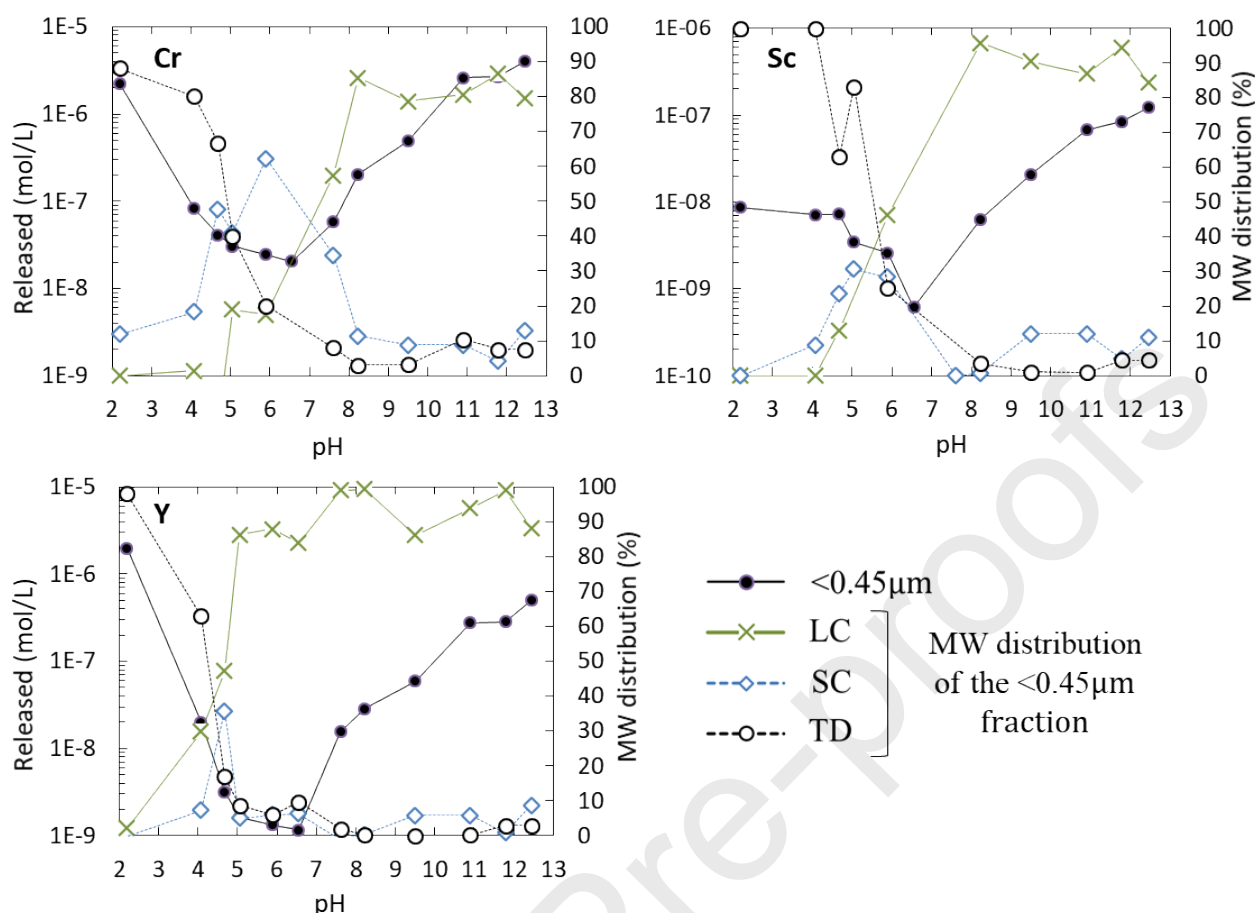 Cr
Released (mol/L)
1E-5
1E-6
1E-7
1E-8
1E-9
100
90
80
70
60
50
40
30
20
10
0
2 3 4 5 6 7 8 9 10 11 12 13
pH
Sc
1E-06
1E-07
1E-08
1E-09
1E-10
100
90
80
70
60
50
40
30
20
10
0
MW distribution (%)
2 3 4 5 6 7 8 9 10 11 12 13
pH
Y
Released (mol/L)
1E-5
1E-6
1E-7
1E-8
1E-9
100
90
80
70
60
50
40
30
20
10
0
MW distribution (%)
2 3 4 5 6 7 8 9 10 11 12 13
pH
<0.45µm
LC
SC
TD
MW distribution
of the <0.45µm
fraction
Pre-proofs